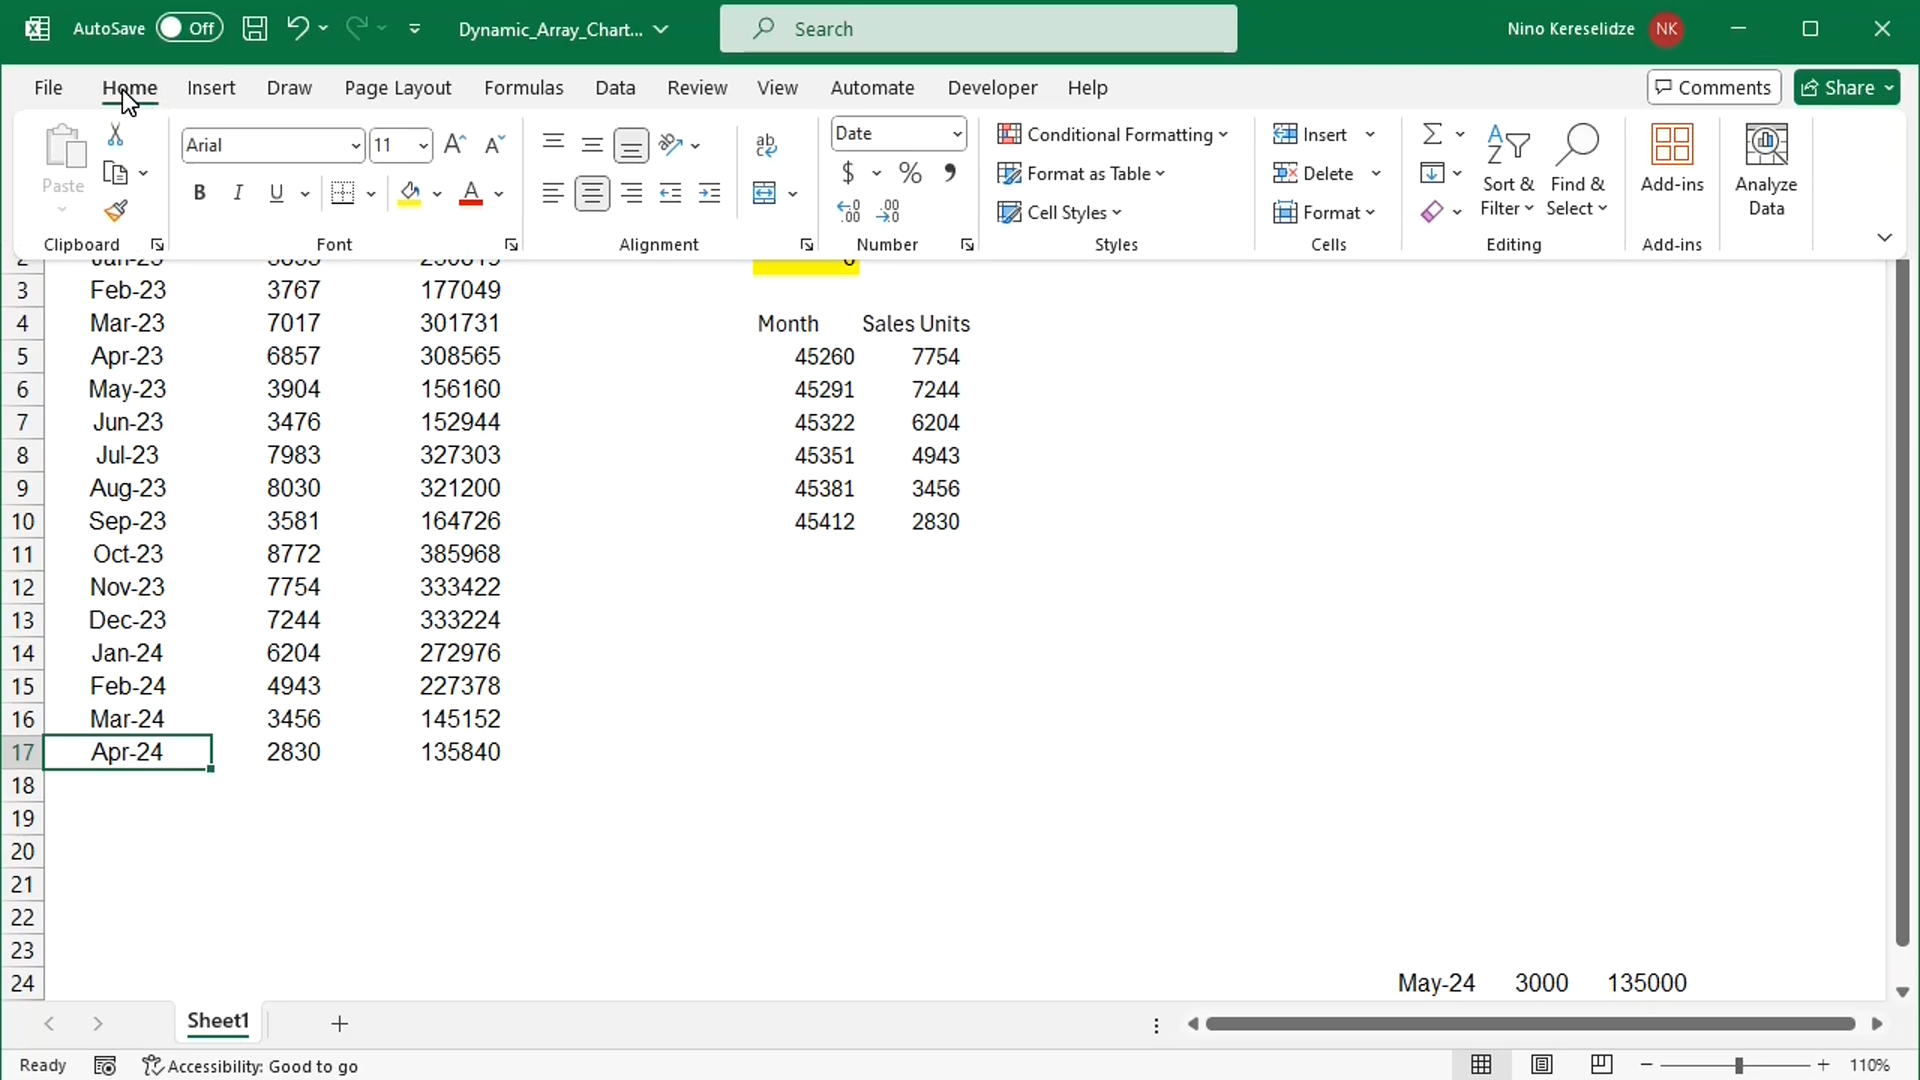 AutoSave Off Dynamic_Array_Chart... Search Nino Kereselidze NK
File Home Insert Draw Page Layout Formulas Data Review View Automate Developer Help Comments Share
Paste Arial 11 Date Conditional Formatting Insert
Format as Table Delete Sort & Filter Find & Select Add-ins Analyze Data
B I U A $ % Cell Styles Format
Clipboard Font Alignment Number Styles Cells Editing Add-ins
3 Feb-23 3767 177049
4 Mar-23 7017 301731 Month Sales Units
5 Apr-23 6857 308565 45260 7754
6 May-23 3904 156160 45291 7244
7 Jun-23 3476 152944 45322 6204
8 Jul-23 7983 327303 45351 4943
9 Aug-23 8030 321200 45381 3456
10 Sep-23 3581 164726 45412 2830
11 Oct-23 8772 385968
12 Nov-23 7754 333422
13 Dec-23 7244 333224
14 Jan-24 6204 272976
15 Feb-24 4943 227378
16 Mar-24 3456 145152
17 Apr-24 2830 135840
18
19
20
21
22
23
24 May-24 3000 135000
Sheet1
Ready Accessibility: Good to go 110%